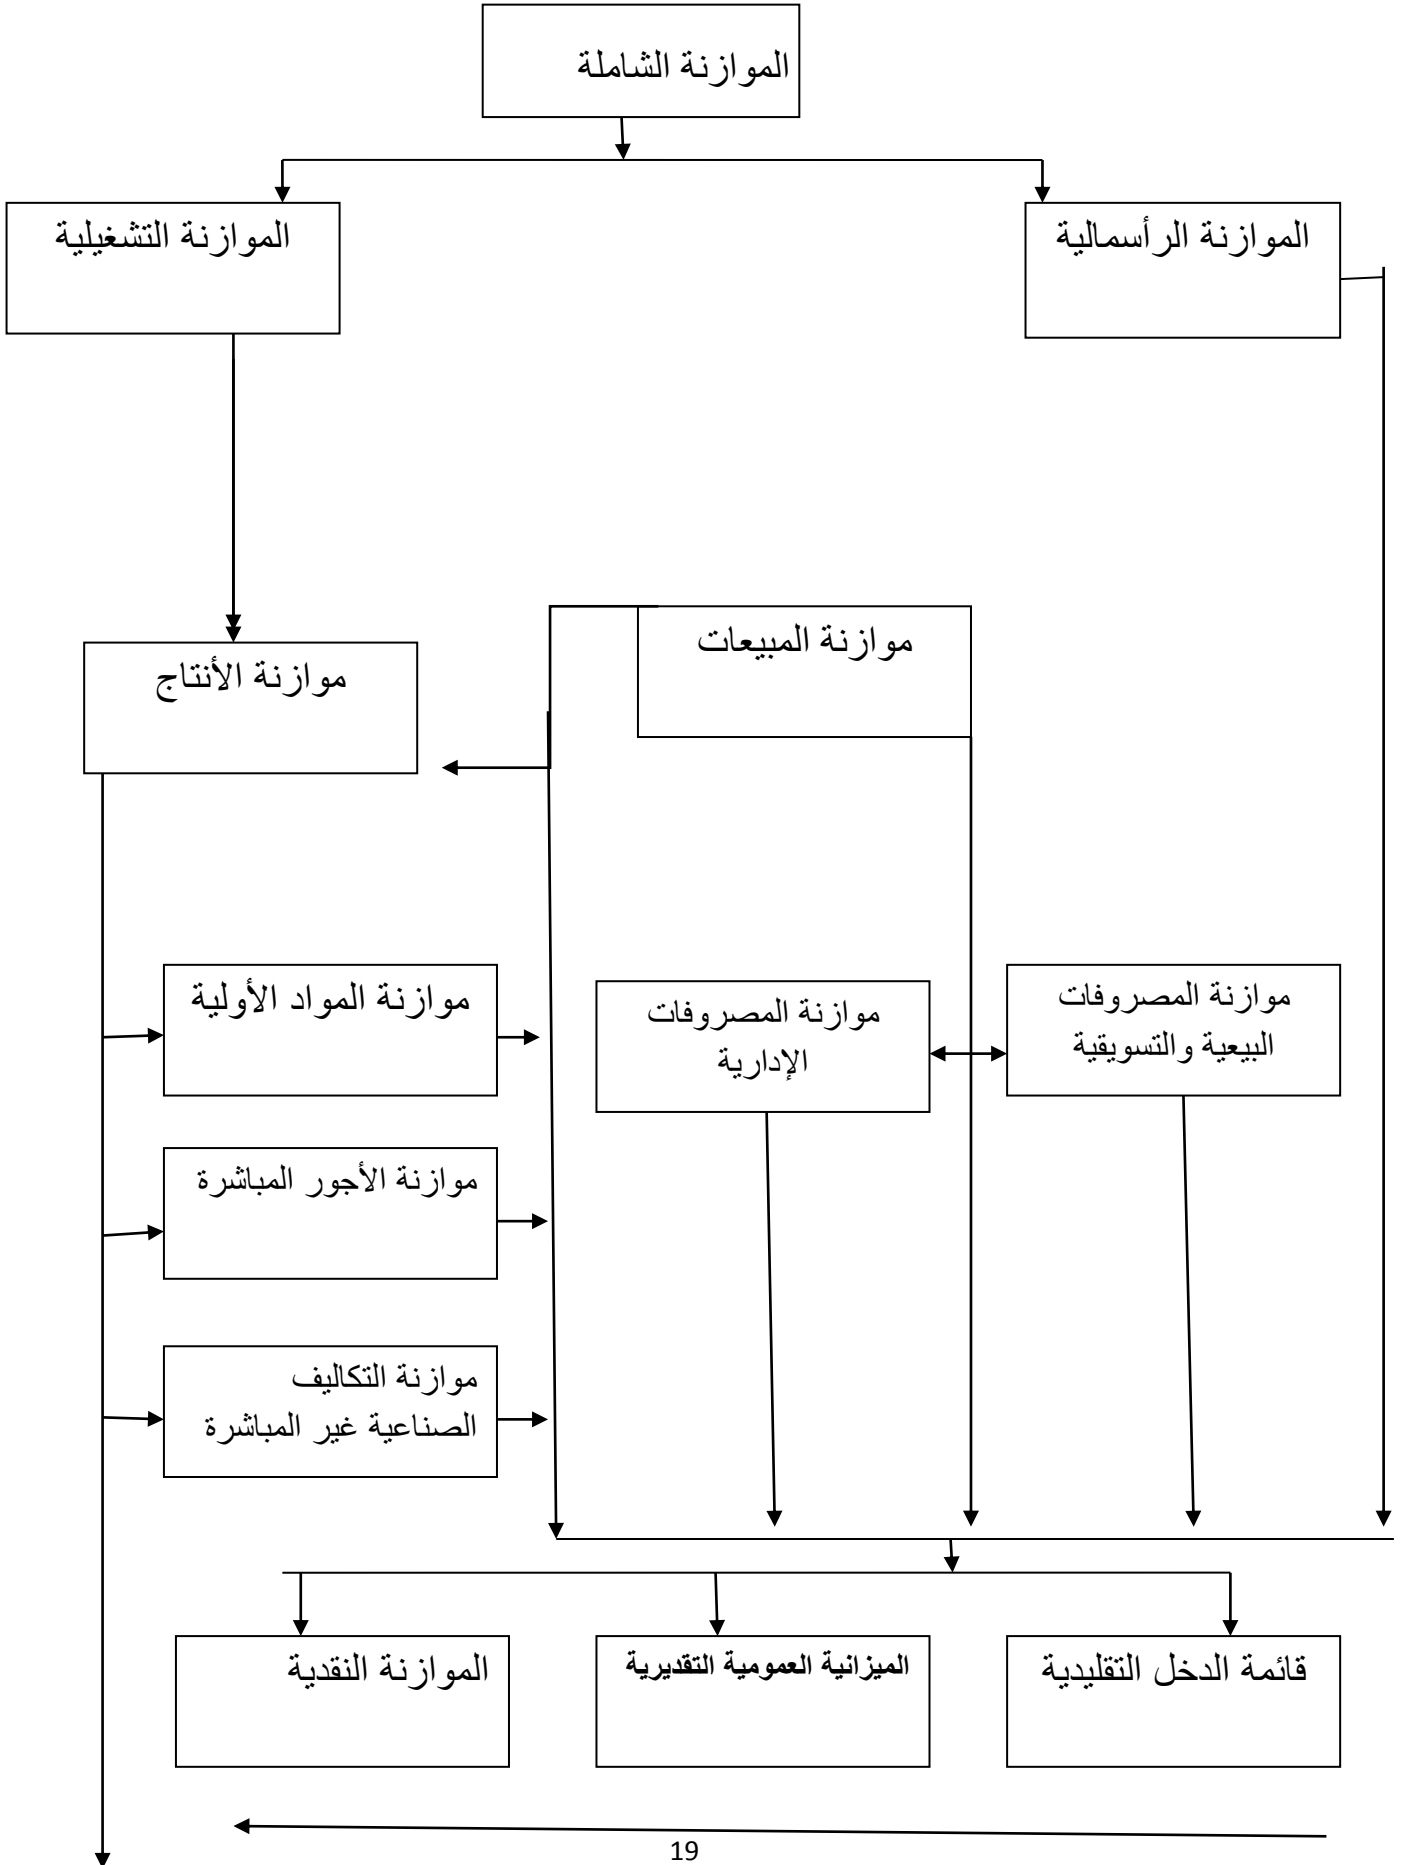 الموازنة الشاملة
الموازنة الرأسمالية
الموازنة التشغيلية
موازنة المبيعات
موازنة الأنتاج
موازنة المصروفات
البيعية والتسويقية
موازنة المصروفات
الإدارية
موازنة المواد الأولية
موازنة الأجور المباشرة
موازنة التكاليف
الصناعية غير المباشرة
قائمة الدخل التقليدية
الميزانية العمومية التقديرية
الموازنة النقدية
19